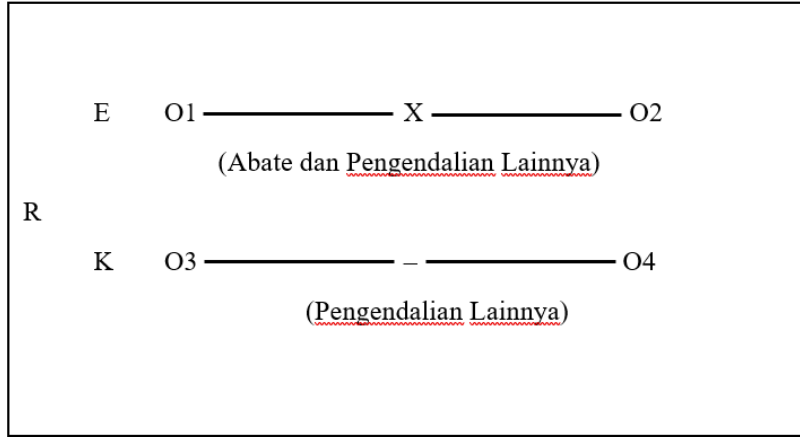 E O1 X O2
(Abate dan Pengendalian Lainnya)
R
K O3 – O4
(Pengendalian Lainnya)